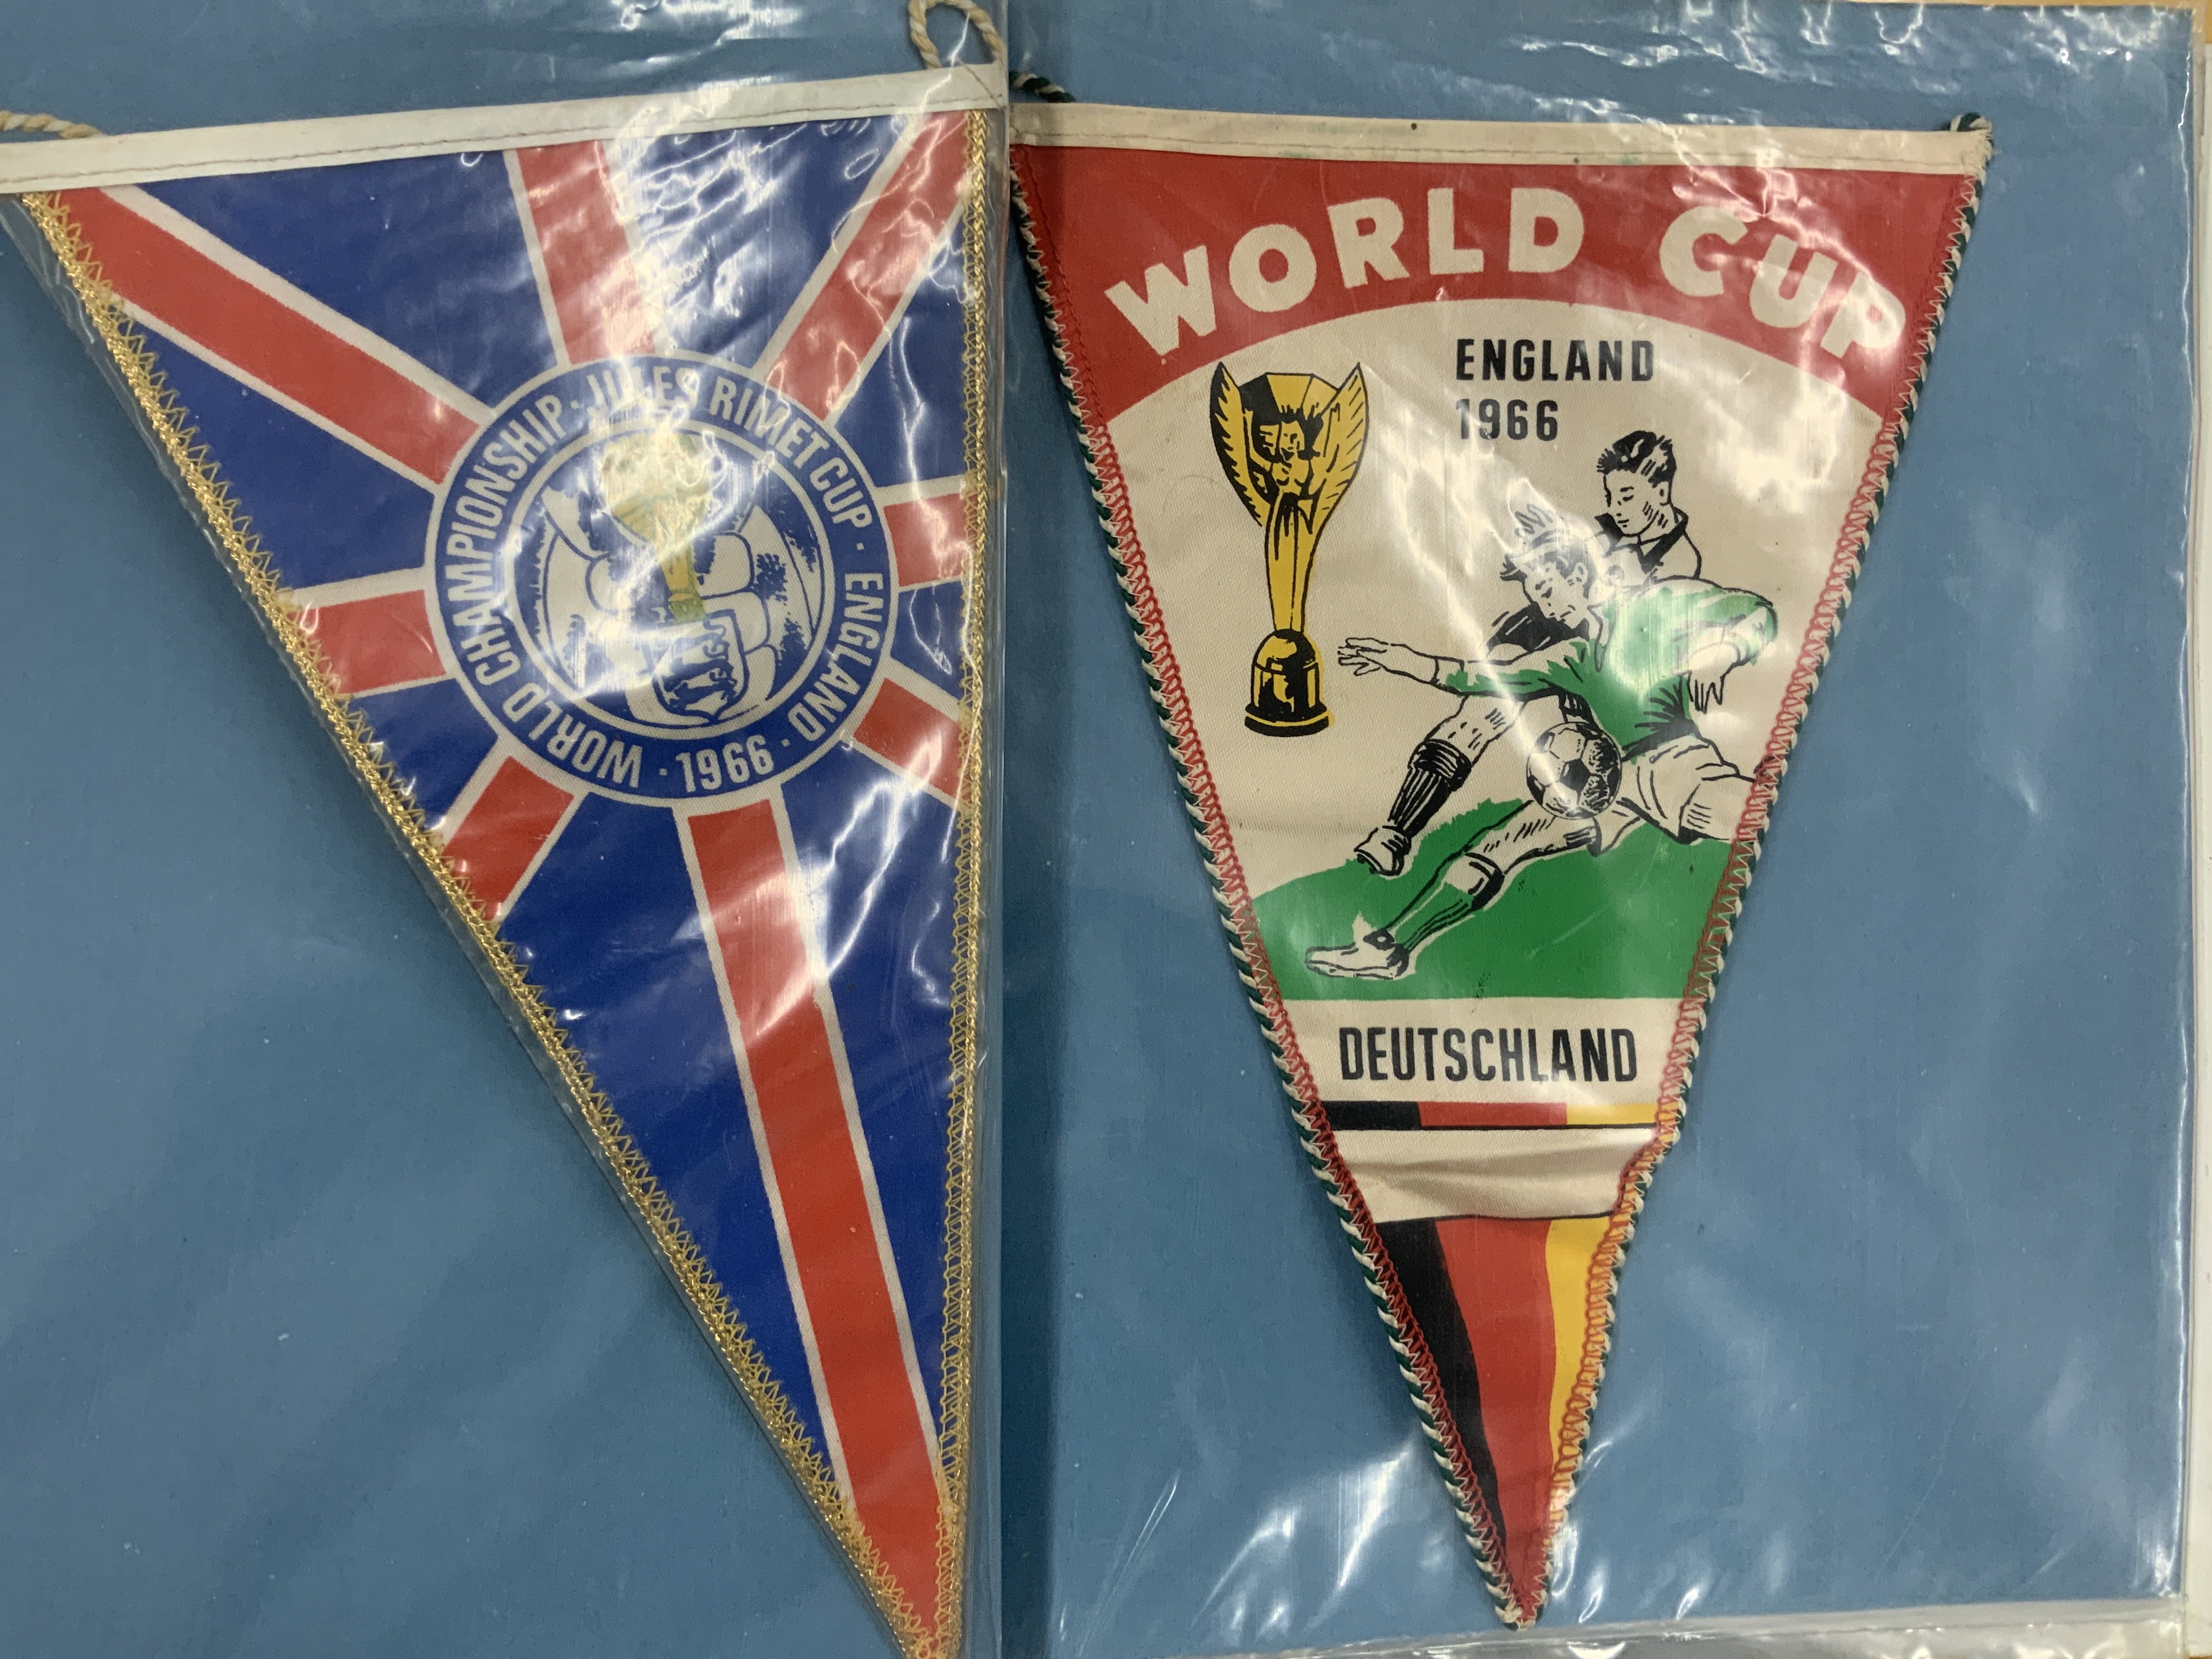 WORLD CHAMPIONSHIP · JULES RIMET CUP · ENGLAND · 1966 ·
WORLD CUP
ENGLAND
1966
DEUTSCHLAND